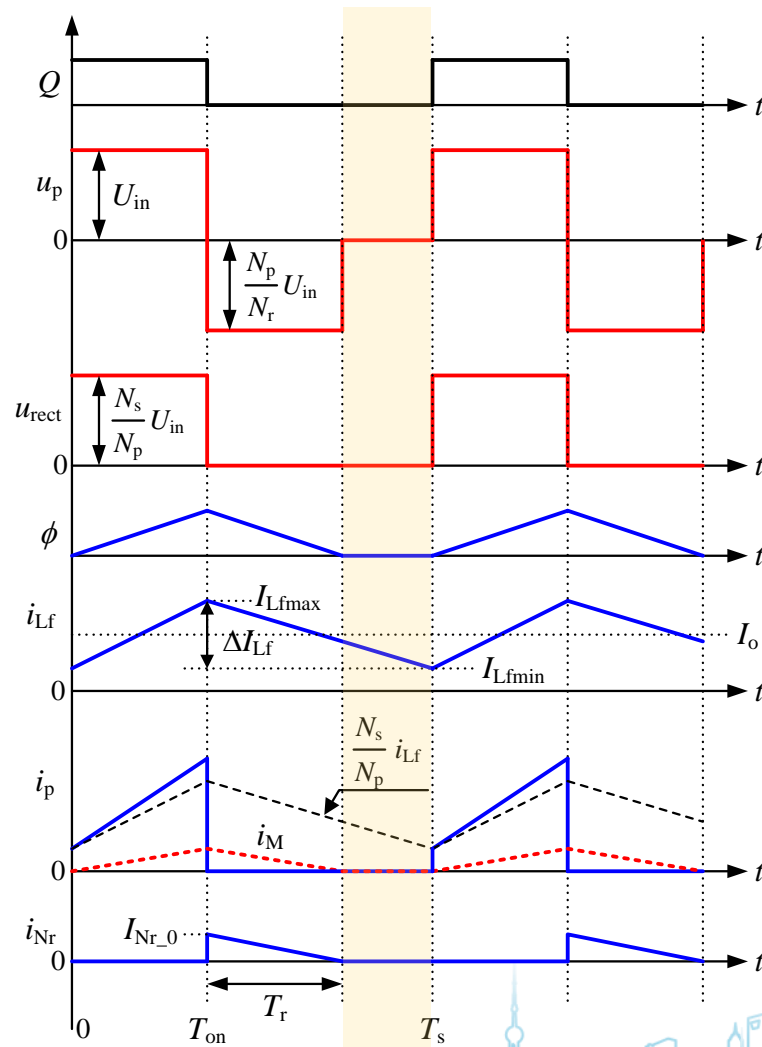 Q
t
u_p
U_in
0
t
N_p/N_r U_in
u_rect
N_s/N_p U_in
0
t
ϕ
t
i_Lf
I_Lfmax
ΔI_Lf
I_o
I_Lfmin
0
t
N_s/N_p i_Lf
i_p
i_M
0
t
i_Nr
I_Nr_0
0
t
T_r
0 T_on T_s